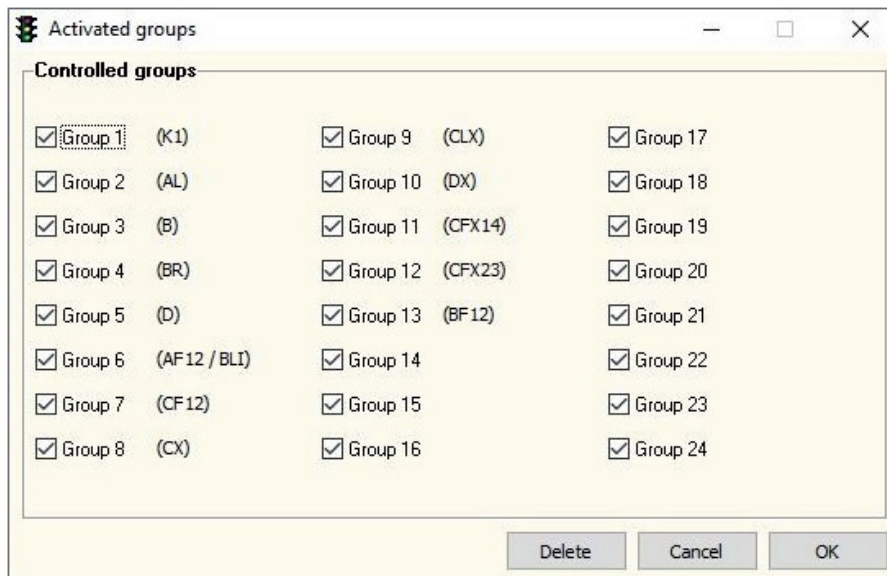 Activated groups
Controlled groups
Group 1 (K1)
Group 2 (AL)
Group 3 (B)
Group 4 (BR)
Group 5 (D)
Group 6 (AF12 / BLI)
Group 7 (CF12)
Group 8 (CX)
Group 9 (CLX)
Group 10 (DX)
Group 11 (CFX14)
Group 12 (CFX23)
Group 13 (BF12)
Group 14
Group 15
Group 16
Group 17
Group 18
Group 19
Group 20
Group 21
Group 22
Group 23
Group 24
Delete Cancel OK